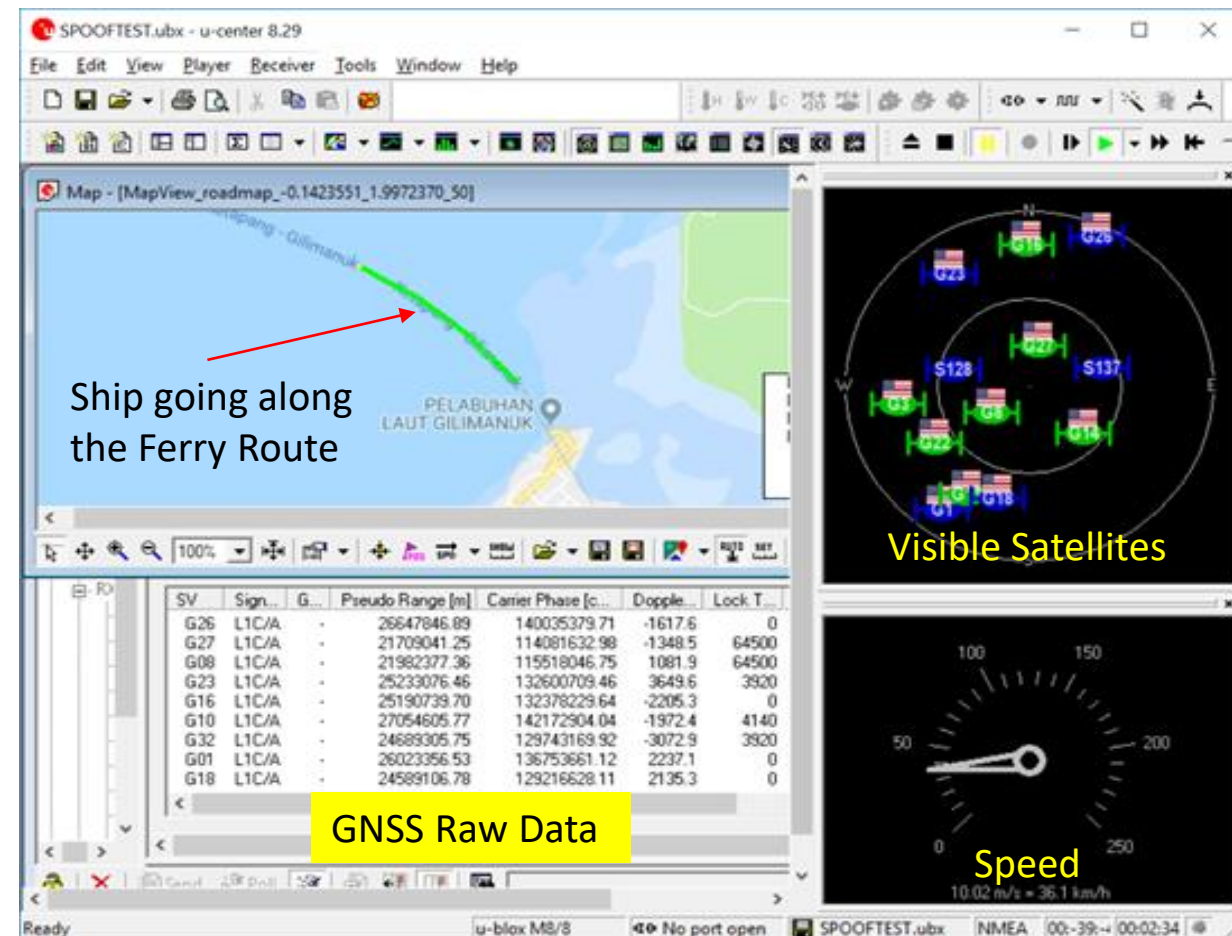 SPOOFTEST.ubx - u-center 8.29
File Edit View Player Receiver Tools Window Help
Map - [MapView_roadmap_-0.1423551_1.9972370_50]
Gilimanuk
Ship going along
the Ferry Route
PELABUHAN
LAUT GILIMANUK
100%
SV Sign... G... Pseudo Range [m] Carrier Phase [c... Dopple... Lock T...
G26 L1C/A - 26647846.89 140035379.71 -1617.6 0
G27 L1C/A - 21709041.25 114081632.98 -1348.5 64500
G08 L1C/A - 21982377.36 115518046.75 1081.9 64500
G23 L1C/A - 25233076.46 132600709.46 3649.6 3920
G16 L1C/A - 25190739.70 132378229.64 -2205.3 0
G10 L1C/A - 27054605.77 142172904.04 -1972.4 4140
G32 L1C/A - 24689305.75 129743169.92 -3072.9 3920
G01 L1C/A - 26023356.53 136753661.12 2237.1 0
G18 L1C/A - 24589106.78 129216628.11 2135.3 0
GNSS Raw Data
N
G16 G26
G23
G27
S128 S137
W E
G3 G8
G22 G14
G1 G18
Visible Satellites
100 150
50 200
0 250
Speed
10.02 m/s = 36.1 km/h
Ready u-blox M8/8 No port open SPOOFTEST.ubx NMEA 00:02:34